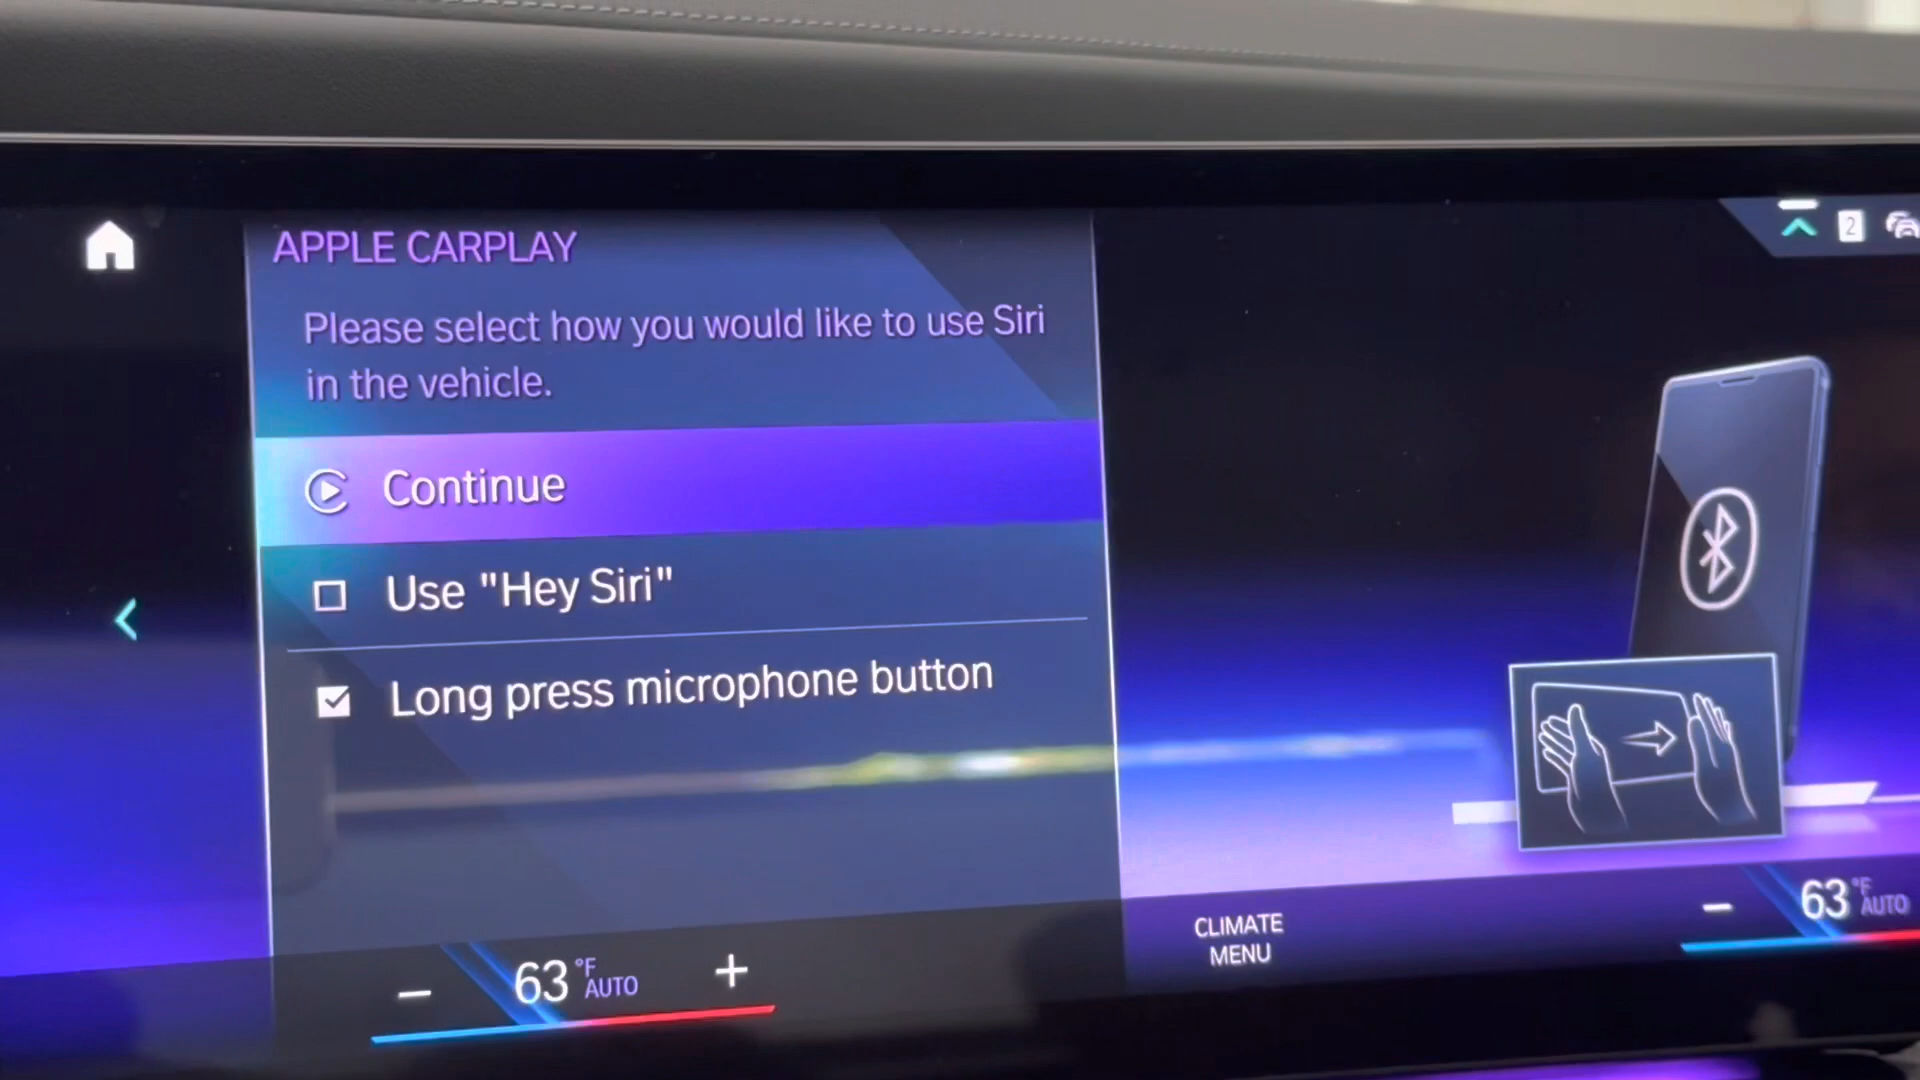 APPLE CARPLAY
2
Please select how you would like to use Siri
in the vehicle.
Continue
Use "Hey Siri"
Long press microphone button
CLIMATE
MENU
63 °F
AUTO
63 °F
AUTO